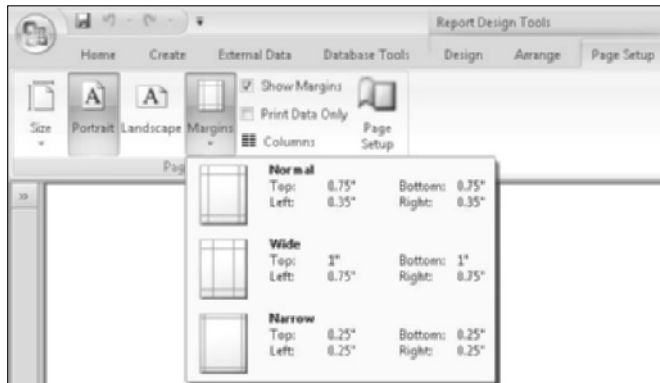 Report Design Tools
Home Create External Data Database Tools Design Arrange Page Setup
Size Portrait Landscape Margins Show Margins
Print Data Only
Columns
Page Setup
Pag
Normal
Top: 0.75" Bottom: 0.75"
Left: 0.35" Right: 0.35"
Wide
Top: 1" Bottom: 1"
Left: 0.75" Right: 0.75"
Narrow
Top: 0.25" Bottom: 0.25"
Left: 0.25" Right: 0.25"